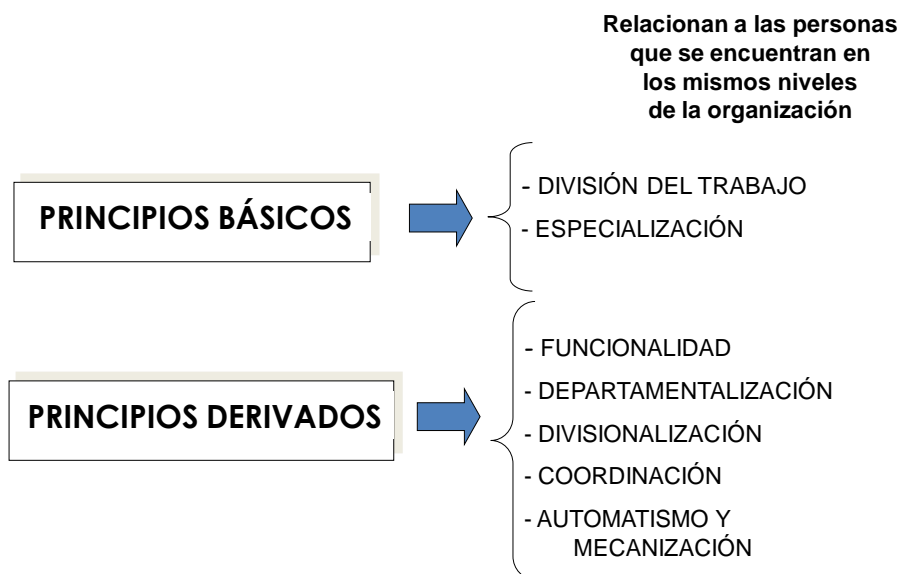 Relacionan a las personas
que se encuentran en
los mismos niveles
de la organización
PRINCIPIOS BÁSICOS
- DIVISIÓN DEL TRABAJO
- ESPECIALIZACIÓN
PRINCIPIOS DERIVADOS
- FUNCIONALIDAD
- DEPARTAMENTALIZACIÓN
- DIVISIONALIZACIÓN
- COORDINACIÓN
- AUTOMATISMO Y
MECANIZACIÓN